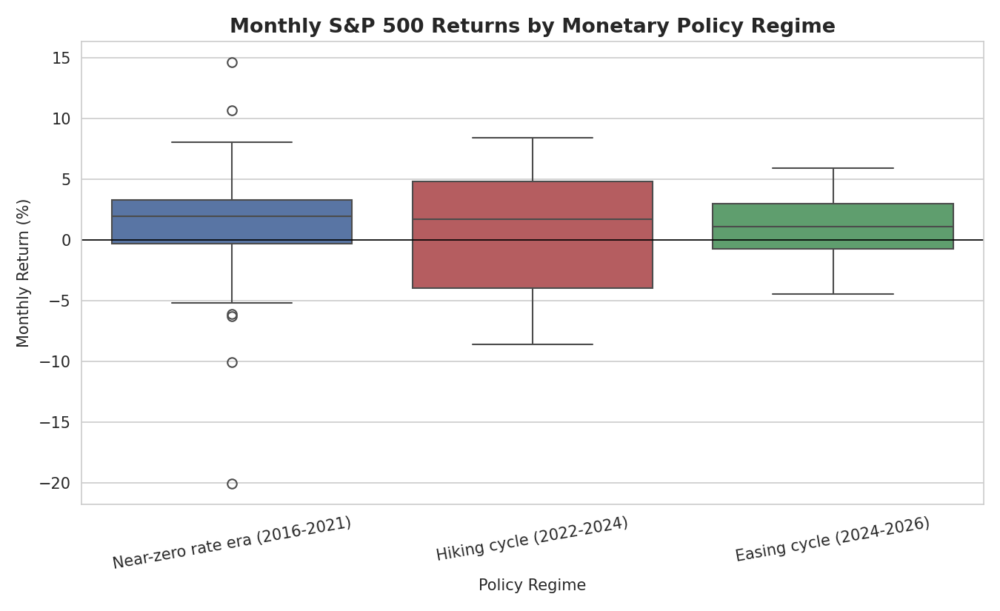 Monthly S&P 500 Returns by Monetary Policy Regime
Monthly Return (%)
15
10
5
0
−5
−10
−15
−20
Near-zero rate era (2016-2021)
Hiking cycle (2022-2024)
Easing cycle (2024-2026)
Policy Regime